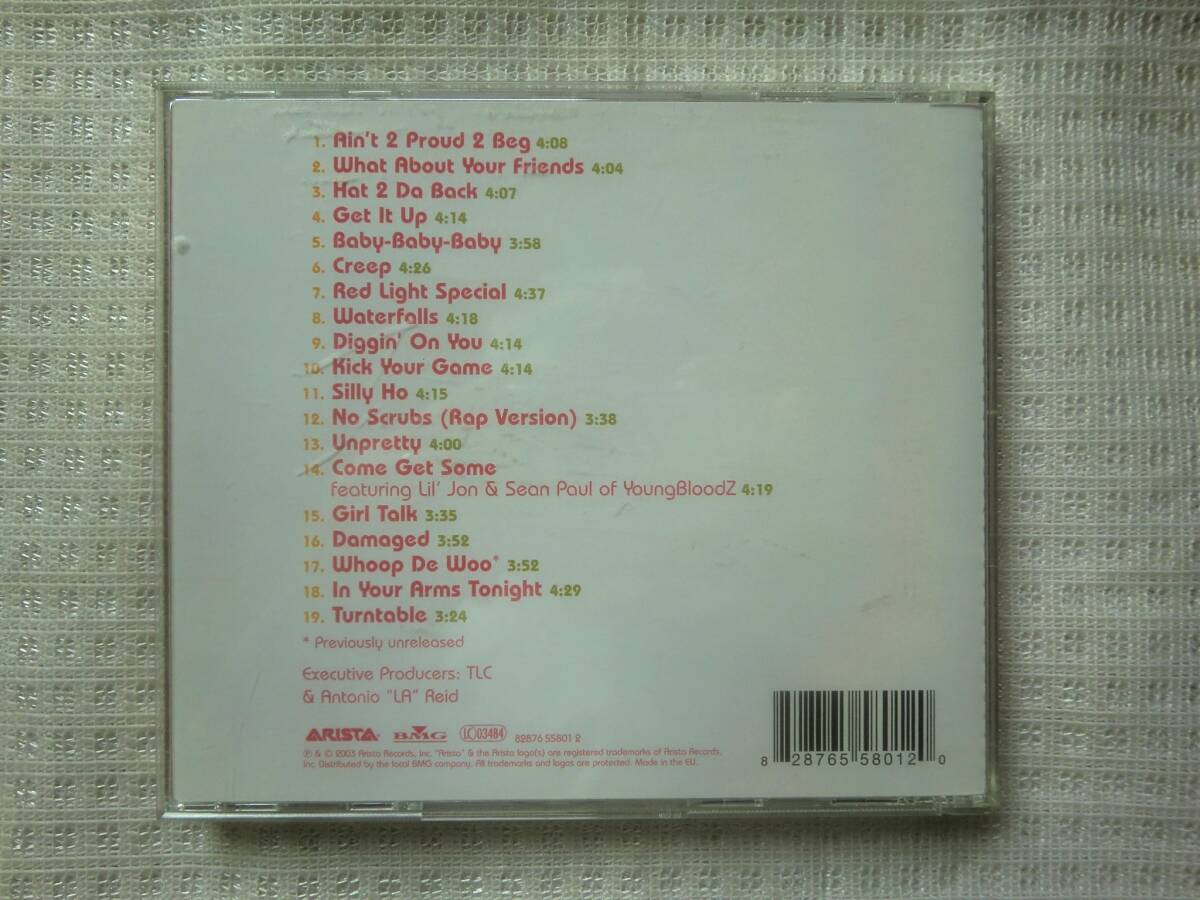 1. Ain't 2 Proud 2 Beg 4:08
2. What About Your Friends 4:04
3. Hat 2 Da Back 4:07
4. Get It Up 4:14
5. Baby-Baby-Baby 3:58
6. Creep 4:26
7. Red Light Special 4:37
8. Waterfalls 4:18
9. Diggin' On You 4:14
10. Kick Your Game 4:14
11. Silly Ho 4:15
12. No Scrubs (Rap Version) 3:38
13. Unpretty 4:00
14. Come Get Some
featuring Lil' Jon & Sean Paul of YoungBloodZ 4:19
15. Girl Talk 3:35
16. Damaged 3:52
17. Whoop De Woo* 3:52
18. In Your Arms Tonight 4:29
19. Turntable 3:24
* Previously unreleased
Executive Producers: TLC
& Antonio "LA" Reid
ARISTA BMG LC 03484 82876 55801 2
℗ & © 2003 Arista Records, Inc. "Arista" & the Arista logo(s) are registered trademarks of Arista Records,
Inc. Distributed by the local BMG company. All trademarks and logos are protected. Made in the EU.
8 28765 58012 0